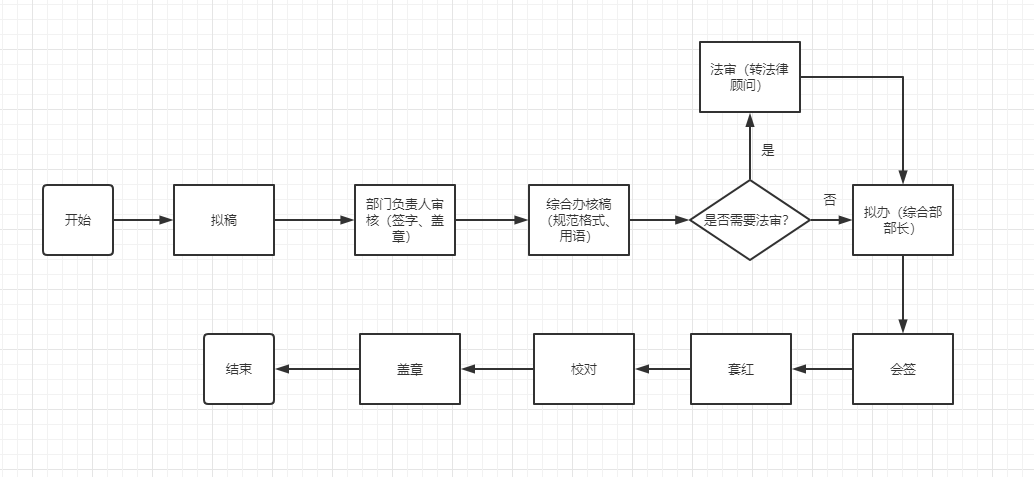 法审（转法律
顾问）
是
否
开始
拟稿
部门负责人审
核（签字、盖
章）
综合办核稿
（规范格式、
用语）
是否需要法审？
拟办（综合部
部长）
结束
盖章
校对
套红
会签